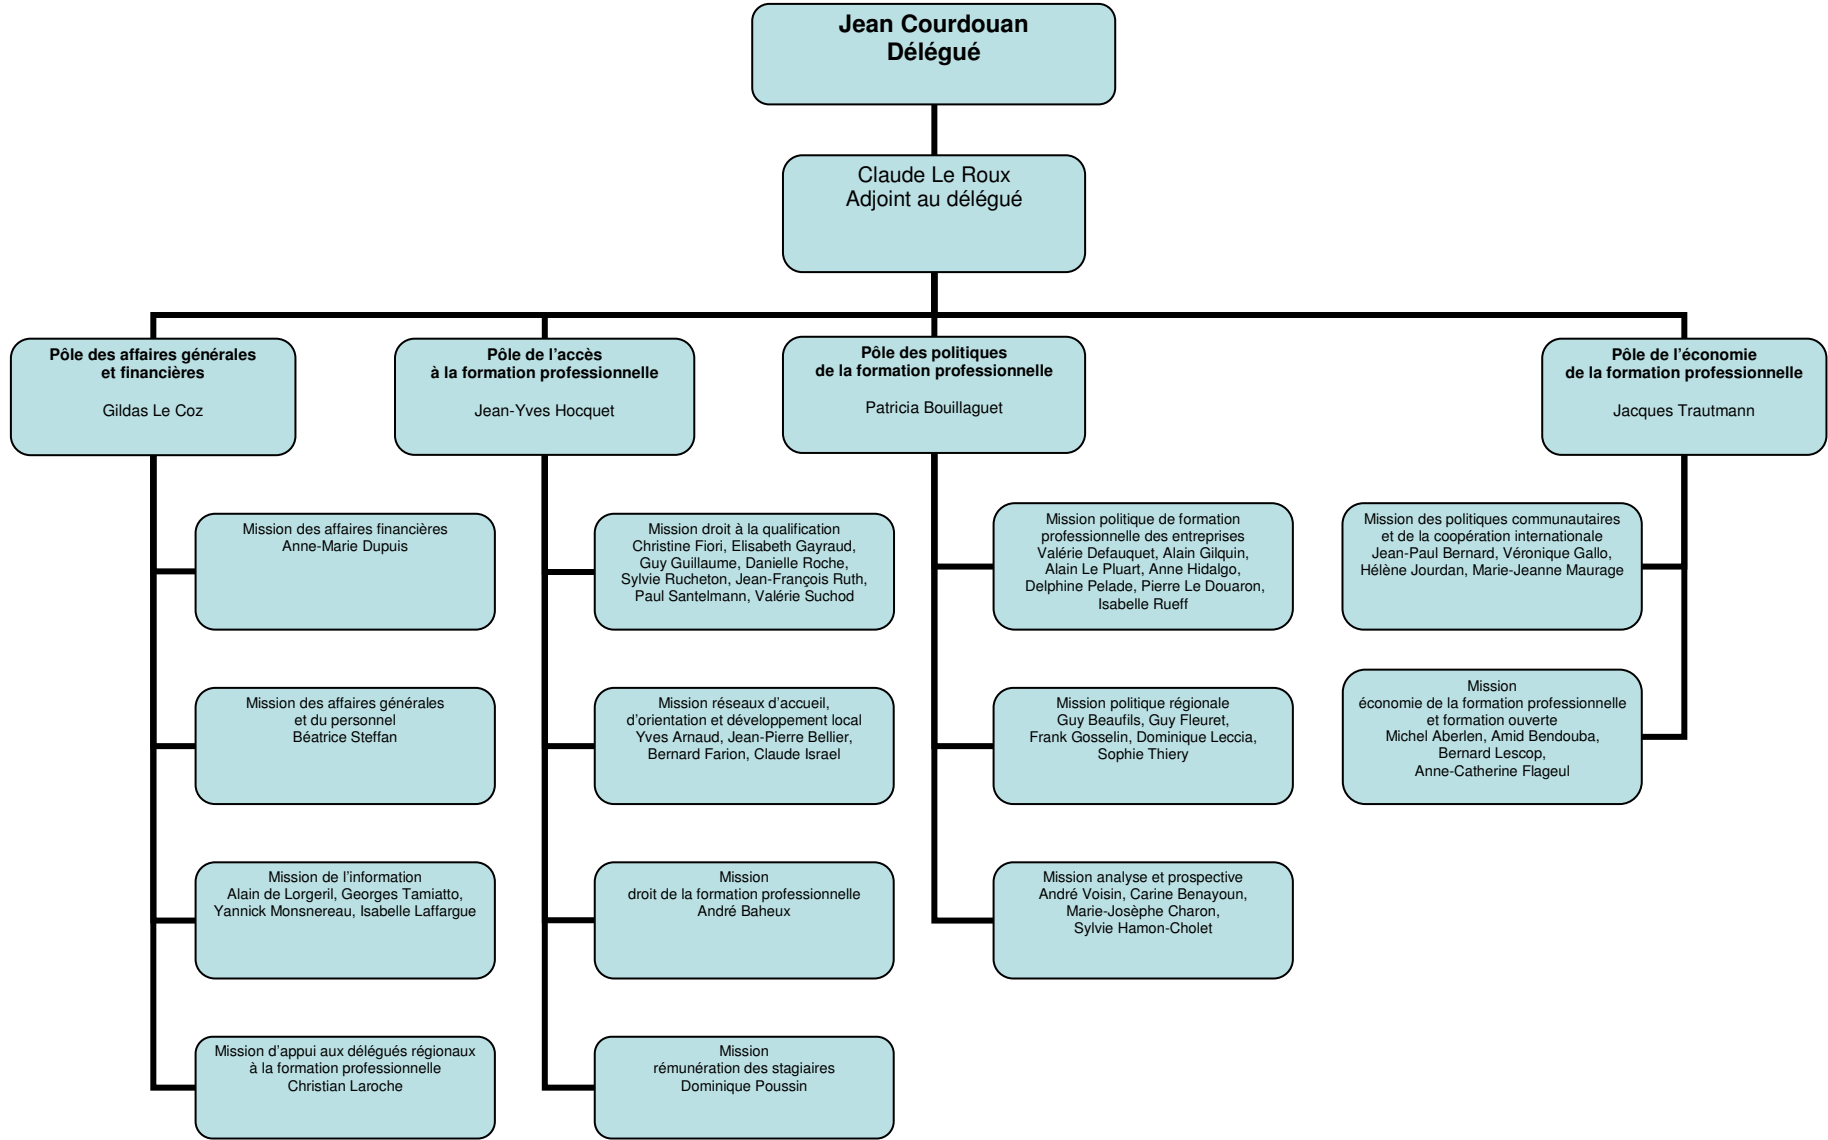 Jean Courdouan
Délégué
Claude Le Roux
Adjoint au délégué
Pôle des affaires générales
et financières
Gildas Le Coz
Pôle de l'accès
à la formation professionnelle
Jean-Yves Hocquet
Pôle des politiques
de la formation professionnelle
Patricia Bouillaguet
Pôle de l'économie
de la formation professionnelle
Jacques Trautmann
Mission des affaires financières
Anne-Marie Dupuis
Mission des affaires générales
et du personnel
Béatrice Steffan
Mission de l'information
Alain de Lorgeril, Georges Tamiatto,
Yannick Monsnereau, Isabelle Laffargue
Mission d'appui aux délégués régionaux
à la formation professionnelle
Christian Laroche
Mission droit à la qualification
Christine Fiori, Elisabeth Gayraud,
Guy Guillaume, Danielle Roche,
Sylvie Rucheton, Jean-François Ruth,
Paul Santelmann, Valérie Suchod
Mission réseaux d'accueil,
d'orientation et développement local
Yves Arnaud, Jean-Pierre Bellier,
Bernard Farion, Claude Israel
Mission
droit de la formation professionnelle
André Baheux
Mission
rémunération des stagiaires
Dominique Poussin
Mission politique de formation
professionnelle des entreprises
Valérie Defauquet, Alain Gilquin,
Alain Le Pluart, Anne Hidalgo,
Delphine Pelade, Pierre Le Douaron,
Isabelle Rueff
Mission politique régionale
Guy Beaufils, Guy Fleuret,
Frank Gosselin, Dominique Leccia,
Sophie Thiery
Mission analyse et prospective
André Voisin, Carine Benayoun,
Marie-Josèphe Charon,
Sylvie Hamon-Cholet
Mission des politiques communautaires
et de la coopération internationale
Jean-Paul Bernard, Véronique Gallo,
Hélène Jourdan, Marie-Jeanne Maurage
Mission
économie de la formation professionnelle
et formation ouverte
Michel Aberlen, Amid Bendouba,
Bernard Lescop,
Anne-Catherine Flageul